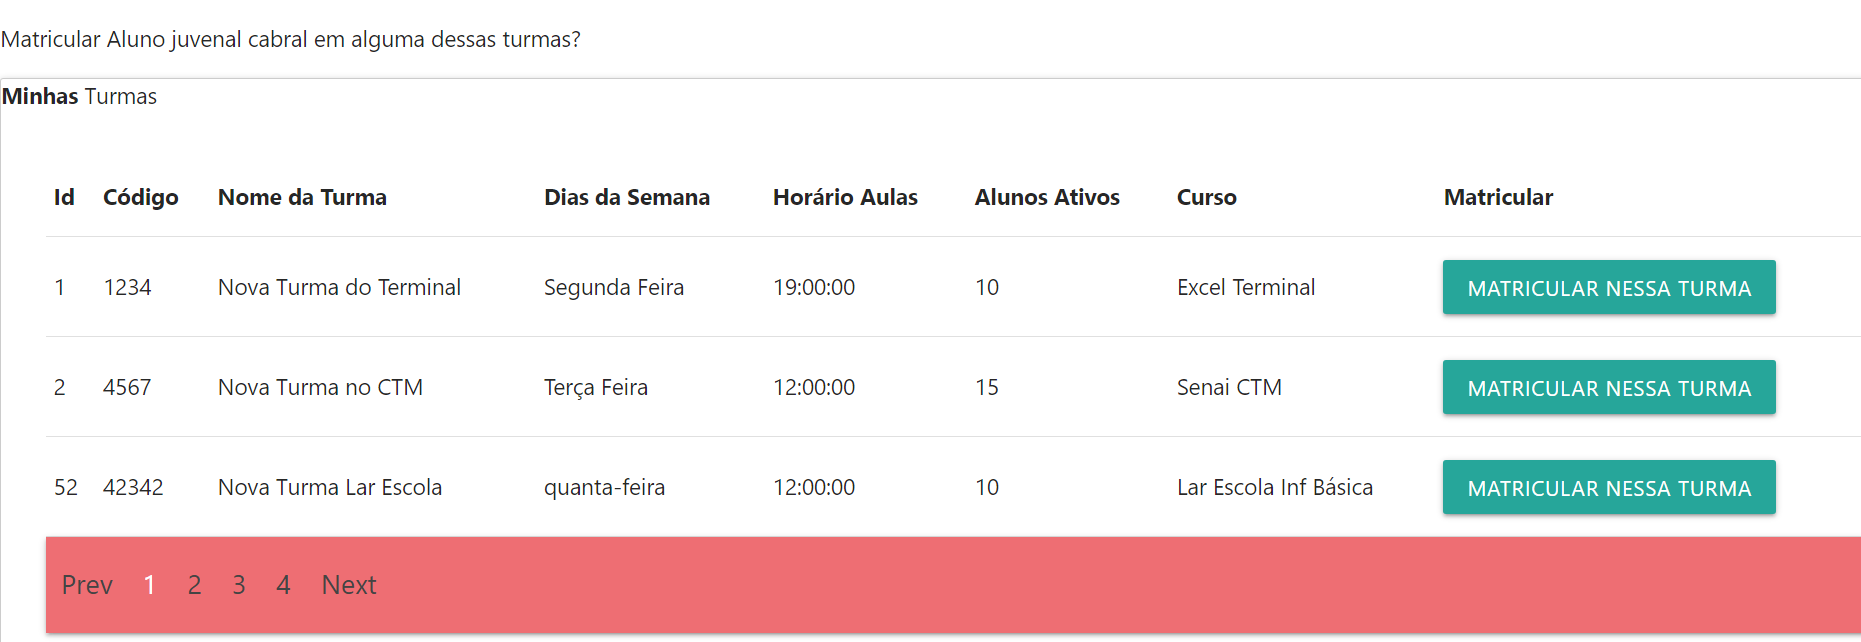 Matricular Aluno juvenal cabral em alguma dessas turmas?
Minhas Turmas
Id Código Nome da Turma Dias da Semana Horário Aulas Alunos Ativos Curso Matricular
1 1234 Nova Turma do Terminal Segunda Feira 19:00:00 10 Excel Terminal MATRICULAR NESSA TURMA
2 4567 Nova Turma no CTM Terça Feira 12:00:00 15 Senai CTM MATRICULAR NESSA TURMA
52 42342 Nova Turma Lar Escola quanta-feira 12:00:00 10 Lar Escola Inf Básica MATRICULAR NESSA TURMA
Prev 1 2 3 4 Next